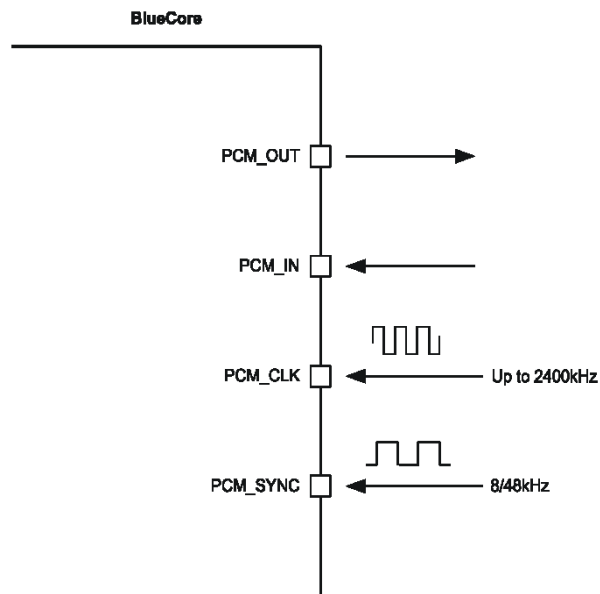 BlueCore
PCM_OUT
PCM_IN
PCM_CLK
Up to 2400kHz
PCM_SYNC
8/48kHz